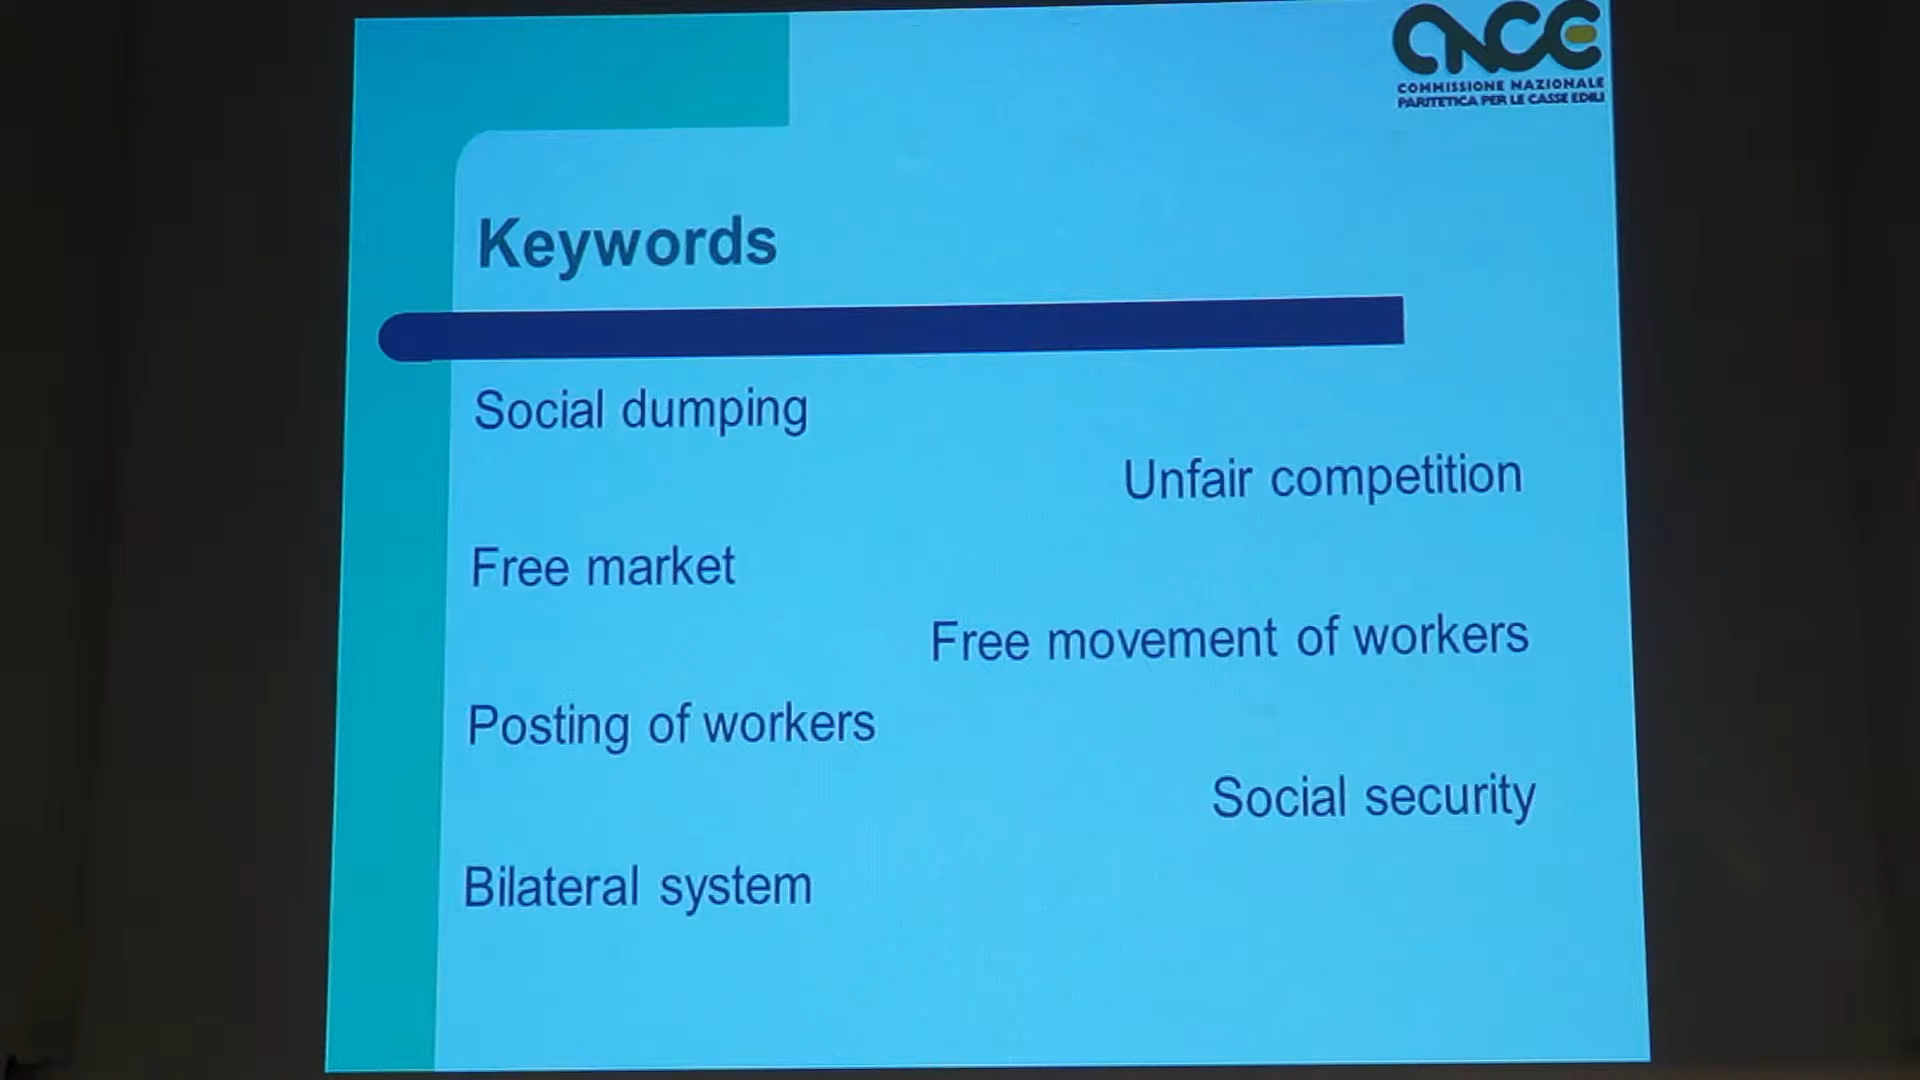 CNCE
COMMISSIONE NAZIONALE
PARITETICA PER LE CASSE EDILI
Keywords
Social dumping
Unfair competition
Free market
Free movement of workers
Posting of workers
Social security
Bilateral system